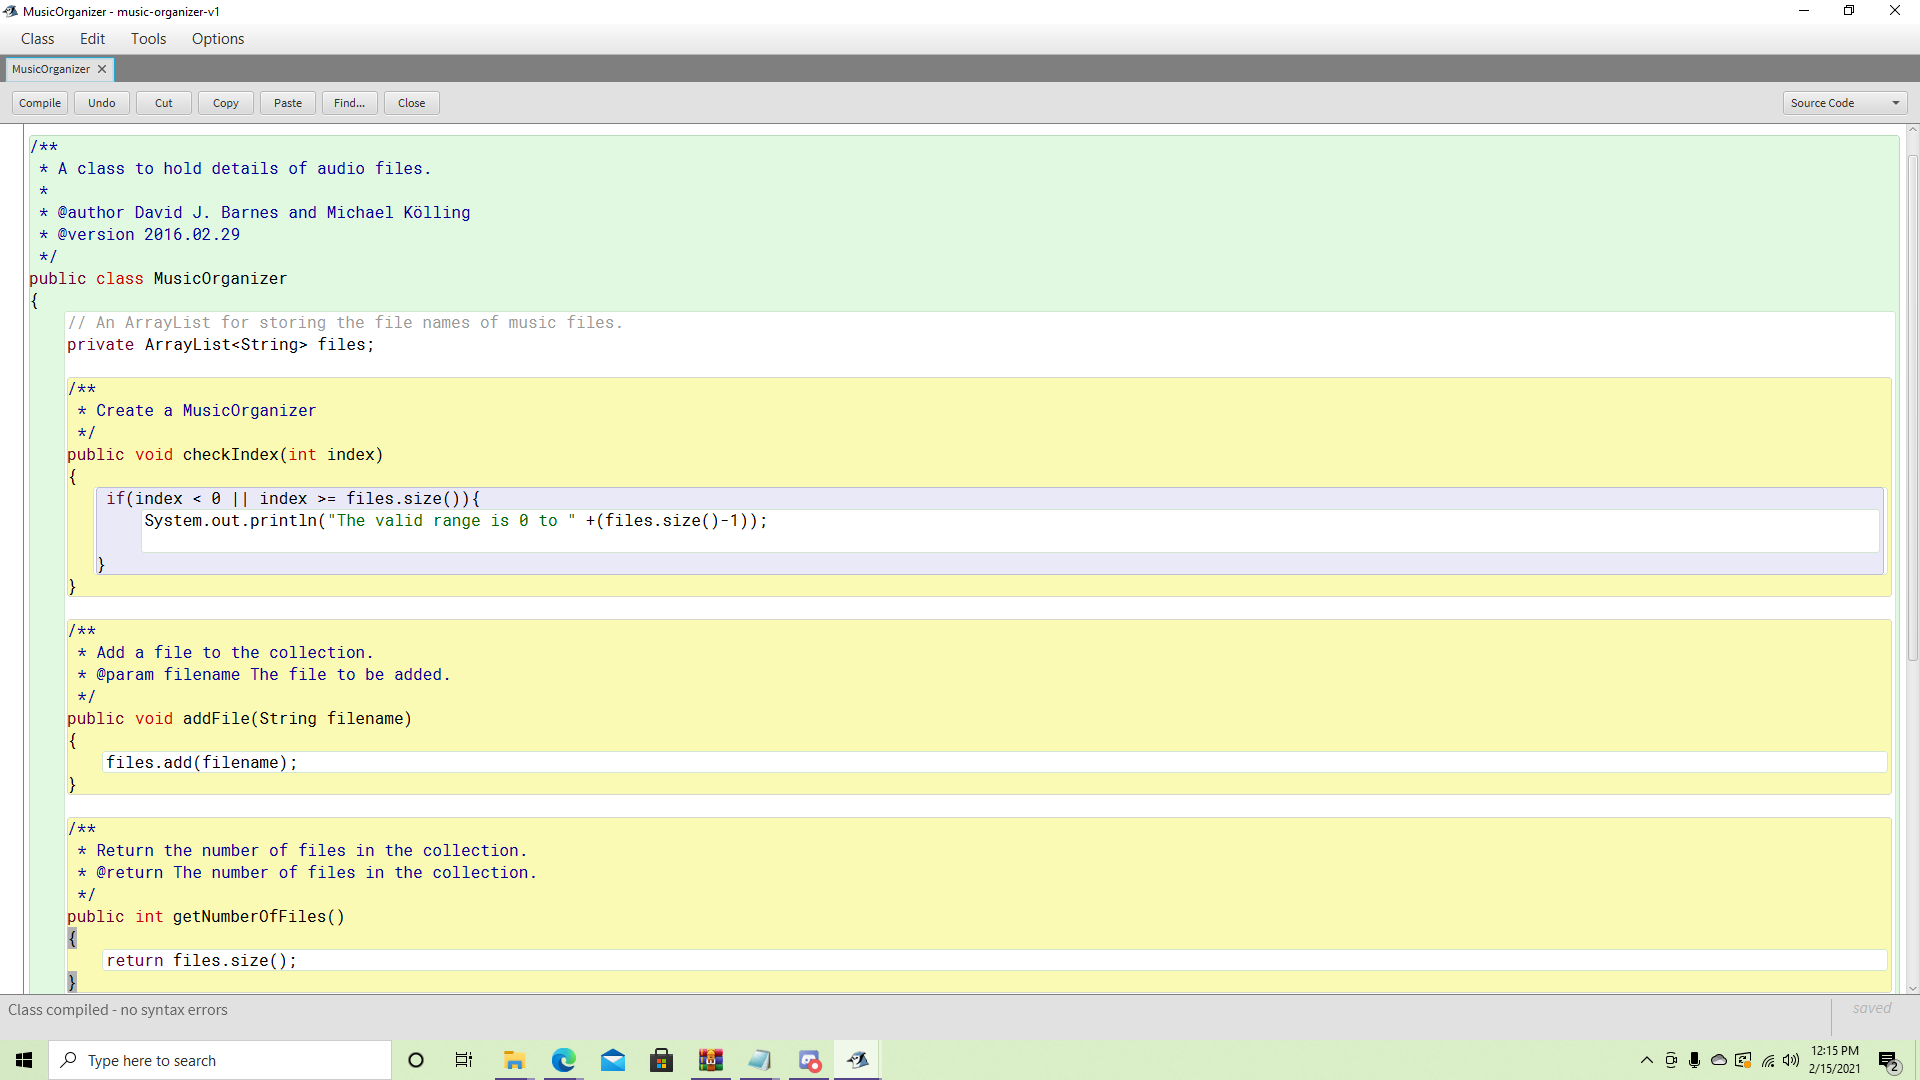 MusicOrganizer - music-organizer-v1
Class Edit Tools Options
MusicOrganizer
Compile Undo Cut Copy Paste Find... Close Source Code
/**
 * A class to hold details of audio files.
 *
 * @author David J. Barnes and Michael Kölling
 * @version 2016.02.29
 */
public class MusicOrganizer
{
    // An ArrayList for storing the file names of music files.
    private ArrayList<String> files;

    /**
     * Create a MusicOrganizer
     */
    public void checkIndex(int index)
    {
        if(index < 0 || index >= files.size()){
            System.out.println("The valid range is 0 to " +(files.size()-1));

       }
    }

    /**
     * Add a file to the collection.
     * @param filename The file to be added.
     */
    public void addFile(String filename)
    {
        files.add(filename);
    }

    /**
     * Return the number of files in the collection.
     * @return The number of files in the collection.
     */
    public int getNumberOfFiles()
    {
        return files.size();
    }
Class compiled - no syntax errors
saved
Type here to search
12:15 PM
2/15/2021
2